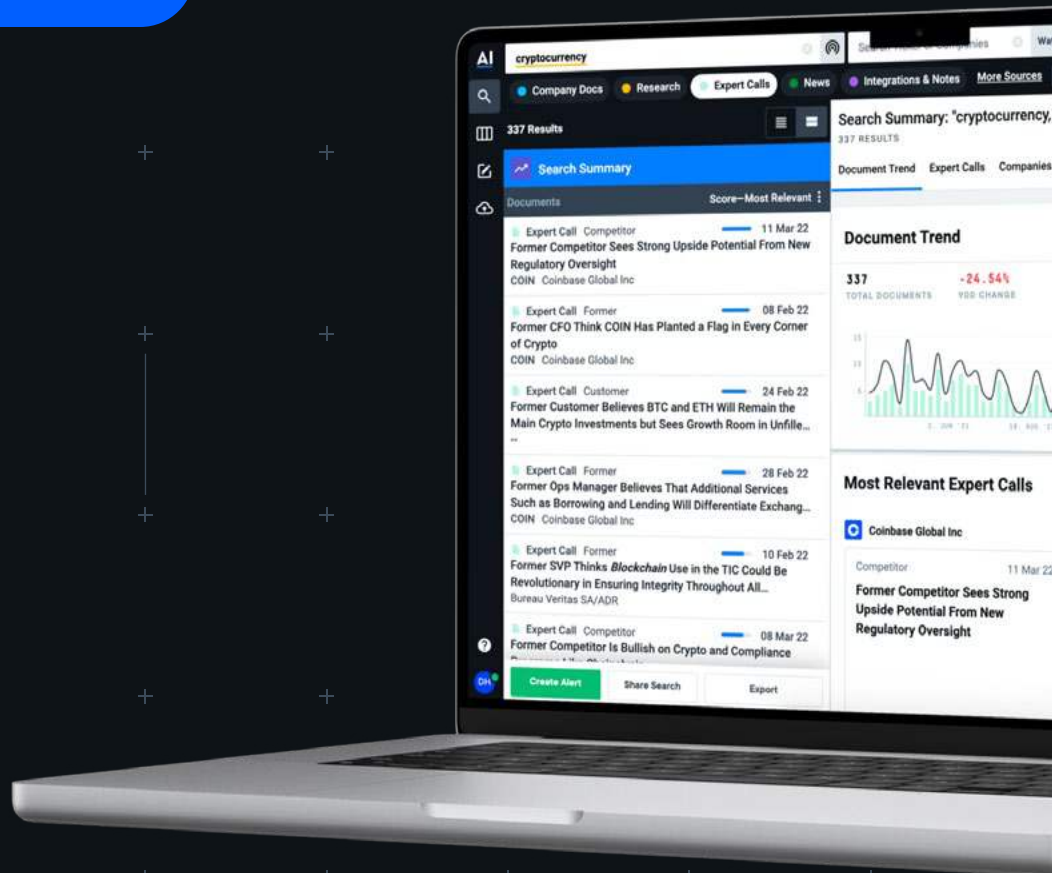 AI
cryptocurrency
Wa
Company Docs
Research
Expert Calls
News
Integrations & Notes
More Sources
337 Results
Search Summary
Documents
Score—Most Relevant
Expert Call Competitor 11 Mar 22
Former Competitor Sees Strong Upside Potential From New
Regulatory Oversight
COIN Coinbase Global Inc
Expert Call Former 08 Feb 22
Former CFO Think COIN Has Planted a Flag in Every Corner
of Crypto
COIN Coinbase Global Inc
Expert Call Customer 24 Feb 22
Former Customer Believes BTC and ETH Will Remain the
Main Crypto Investments but Sees Growth Room in Unfille...
--
Expert Call Former 28 Feb 22
Former Ops Manager Believes That Additional Services
Such as Borrowing and Lending Will Differentiate Exchang...
COIN Coinbase Global Inc
Expert Call Former 10 Feb 22
Former SVP Thinks Blockchain Use in the TIC Could Be
Revolutionary in Ensuring Integrity Throughout All...
Bureau Veritas SA/ADR
Expert Call Competitor 08 Mar 22
Former Competitor Is Bullish on Crypto and Compliance
DH
Create Alert
Share Search
Export
Search Summary: "cryptocurrency,
337 RESULTS
Document Trend
Expert Calls
Companies
Document Trend
337
-24.54%
TOTAL DOCUMENTS
CHANGE
Most Relevant Expert Calls
Coinbase Global Inc
Competitor 11 Mar 22
Former Competitor Sees Strong
Upside Potential From New
Regulatory Oversight